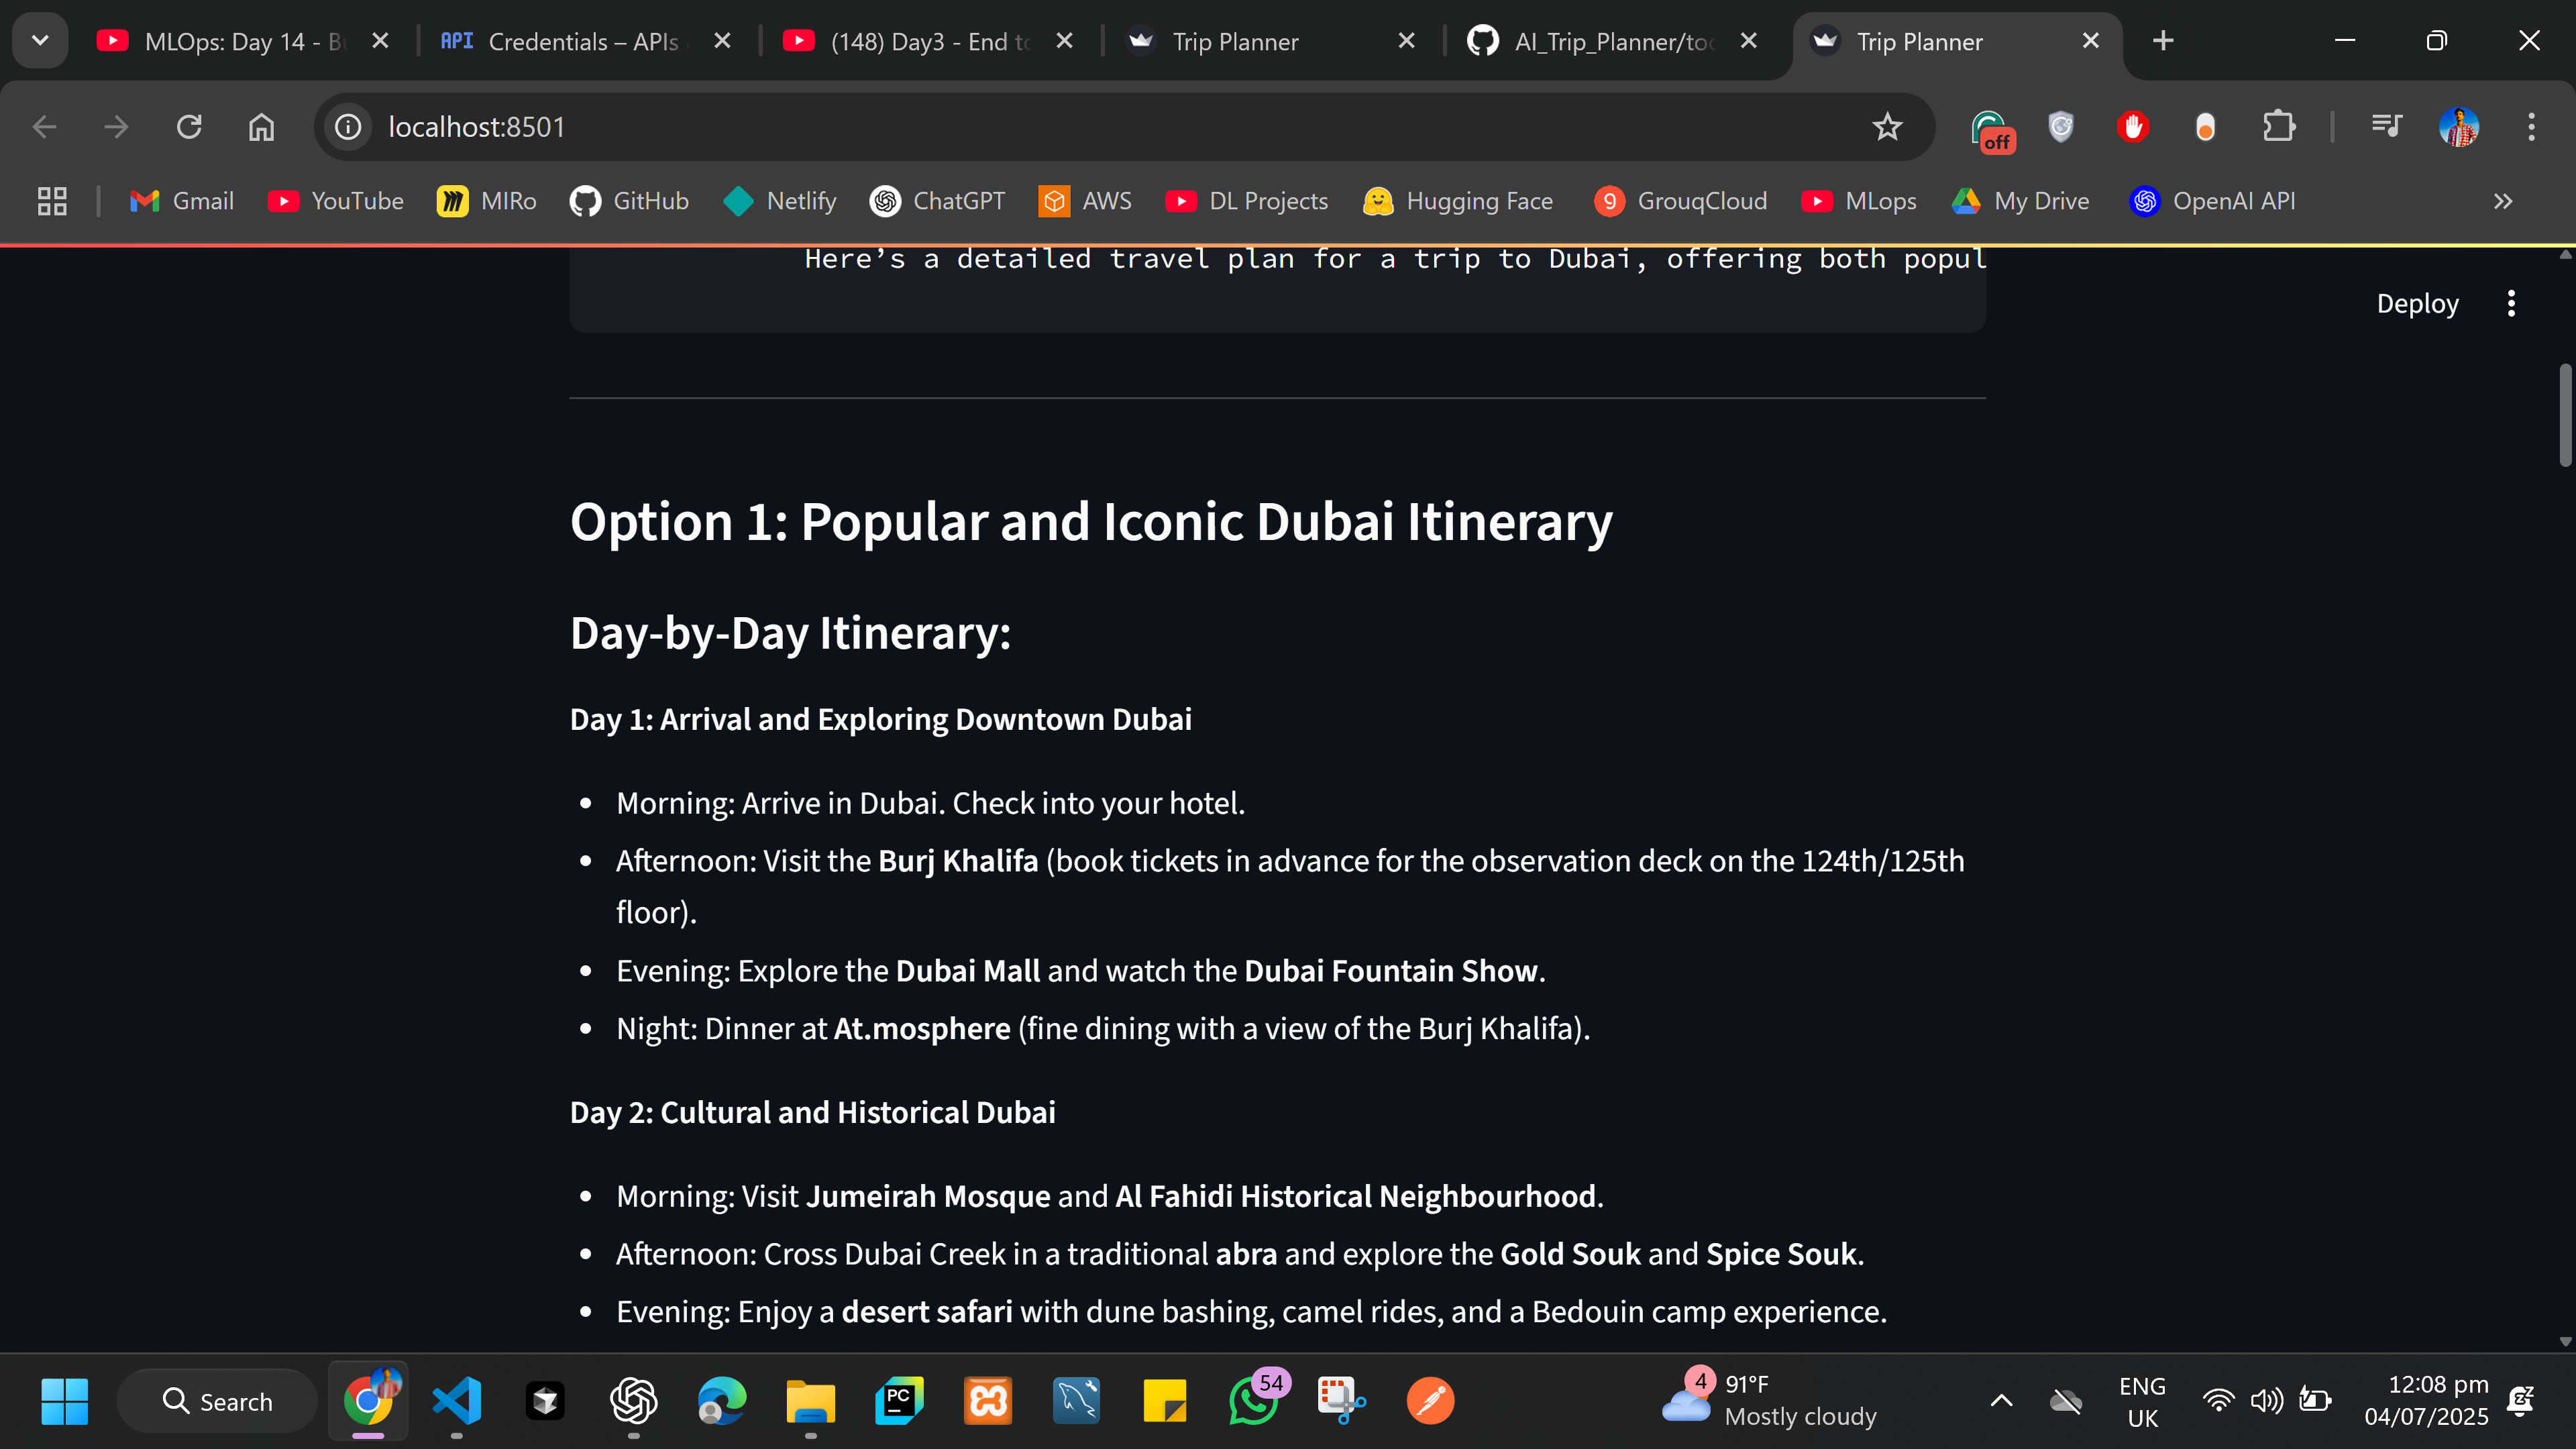 MLOps: Day 14 - B
API Credentials – APIs
(148) Day3 - End to
Trip Planner
AI_Trip_Planner/too
Trip Planner
localhost:8501
off
Gmail
YouTube
MIRo
GitHub
Netlify
ChatGPT
AWS
DL Projects
Hugging Face
9 GrouqCloud
MLops
My Drive
OpenAI API
Here’s a detailed travel plan for a trip to Dubai, offering both popul
Deploy
Option 1: Popular and Iconic Dubai Itinerary
Day-by-Day Itinerary:
Day 1: Arrival and Exploring Downtown Dubai
• Morning: Arrive in Dubai. Check into your hotel.
• Afternoon: Visit the Burj Khalifa (book tickets in advance for the observation deck on the 124th/125th
floor).
• Evening: Explore the Dubai Mall and watch the Dubai Fountain Show.
• Night: Dinner at At.mosphere (fine dining with a view of the Burj Khalifa).
Day 2: Cultural and Historical Dubai
• Morning: Visit Jumeirah Mosque and Al Fahidi Historical Neighbourhood.
• Afternoon: Cross Dubai Creek in a traditional abra and explore the Gold Souk and Spice Souk.
• Evening: Enjoy a desert safari with dune bashing, camel rides, and a Bedouin camp experience.
Search
PC
54
4
91°F
Mostly cloudy
ENG
UK
12:08 pm
04/07/2025